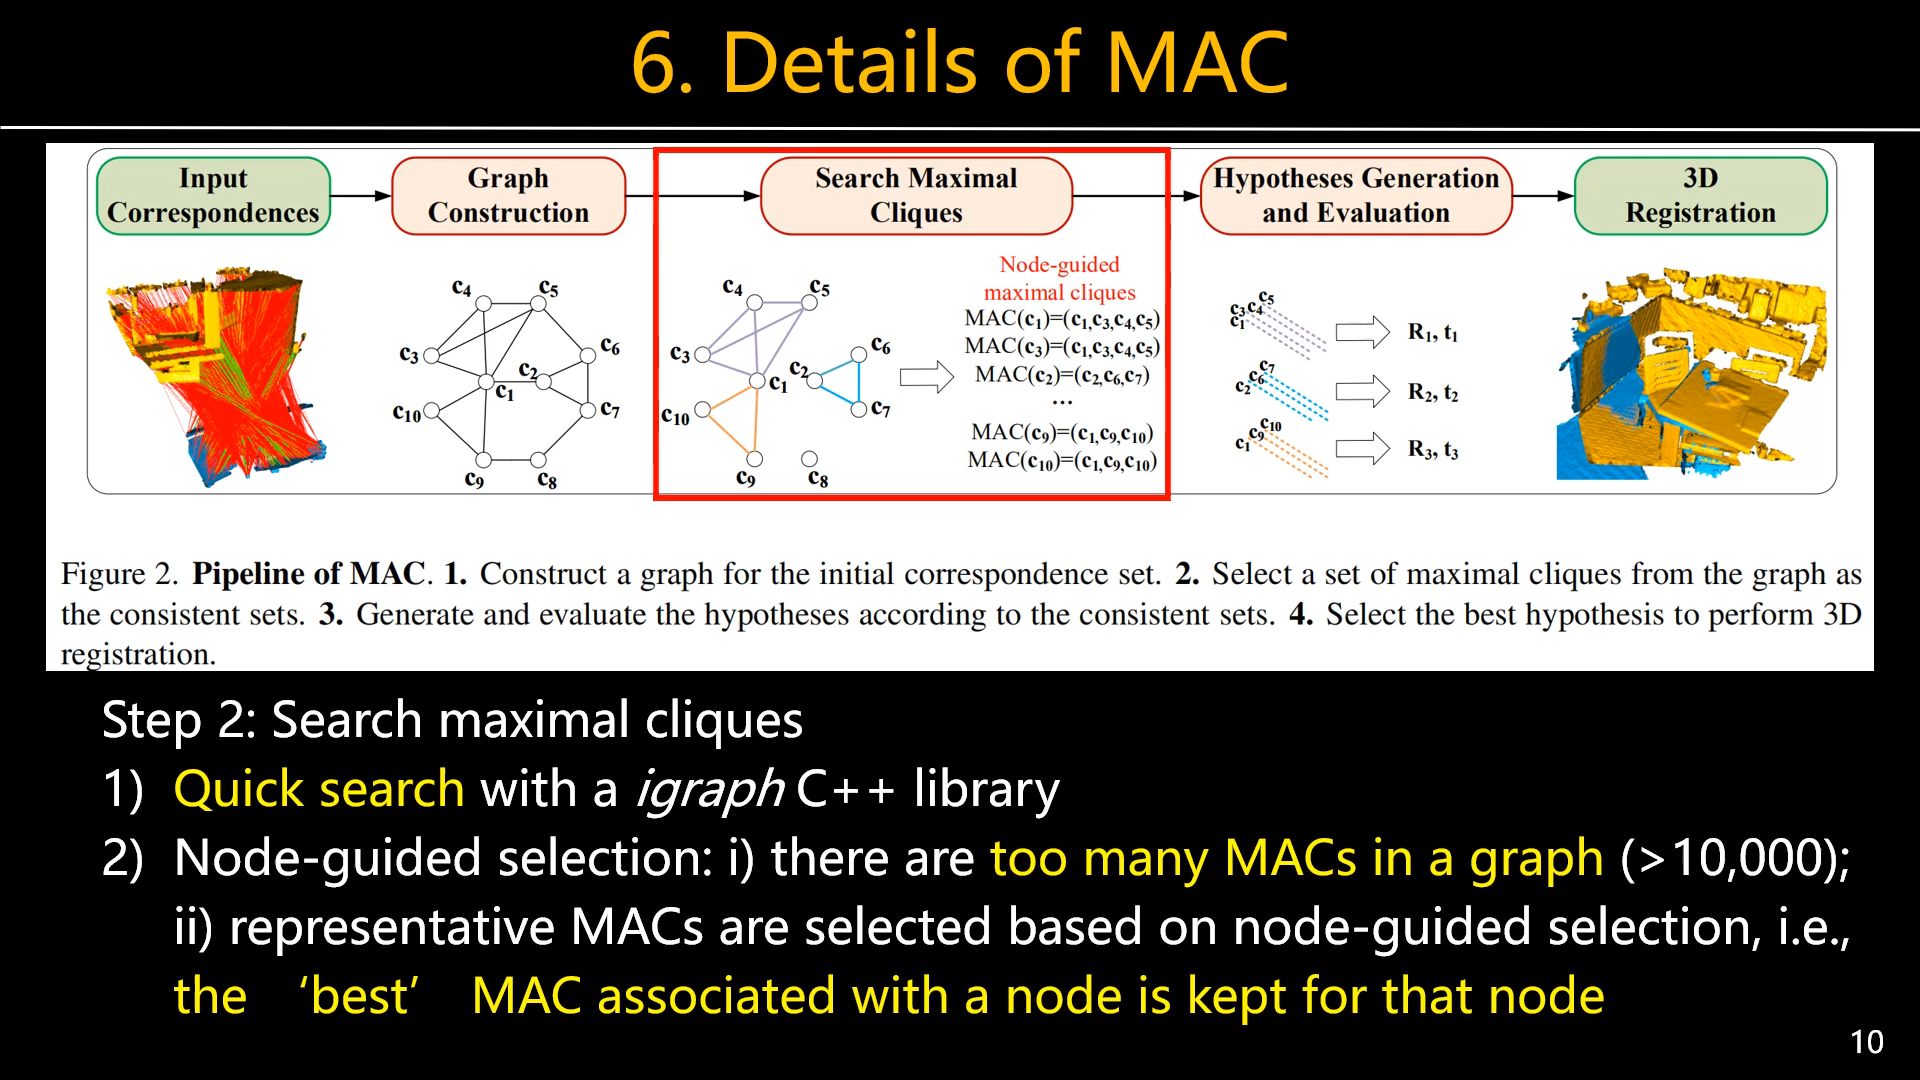 6. Details of MAC
Input
Correspondences
Graph
Construction
Search Maximal
Cliques
Hypotheses Generation
and Evaluation
3D
Registration
c4
c5
c3
c6
c2
c1
c10
c7
c9
c8
c4
c5
c3
c6
c2
c1
c10
c7
c9
c8
Node-guided
maximal cliques
MAC(c1)=(c1,c3,c4,c5)
MAC(c3)=(c1,c3,c4,c5)
MAC(c2)=(c2,c6,c7)
...
MAC(c9)=(c1,c9,c10)
MAC(c10)=(c1,c9,c10)
c1 c3 c4 c5
R1, t1
c2 c6 c7
R2, t2
c1 c9 c10
R3, t3
Figure 2. Pipeline of MAC. 1. Construct a graph for the initial correspondence set. 2. Select a set of maximal cliques from the graph as
the consistent sets. 3. Generate and evaluate the hypotheses according to the consistent sets. 4. Select the best hypothesis to perform 3D
registration.
Step 2: Search maximal cliques
1) Quick search with a igraph C++ library
2) Node-guided selection: i) there are too many MACs in a graph (>10,000);
ii) representative MACs are selected based on node-guided selection, i.e.,
the ‘best’ MAC associated with a node is kept for that node
10